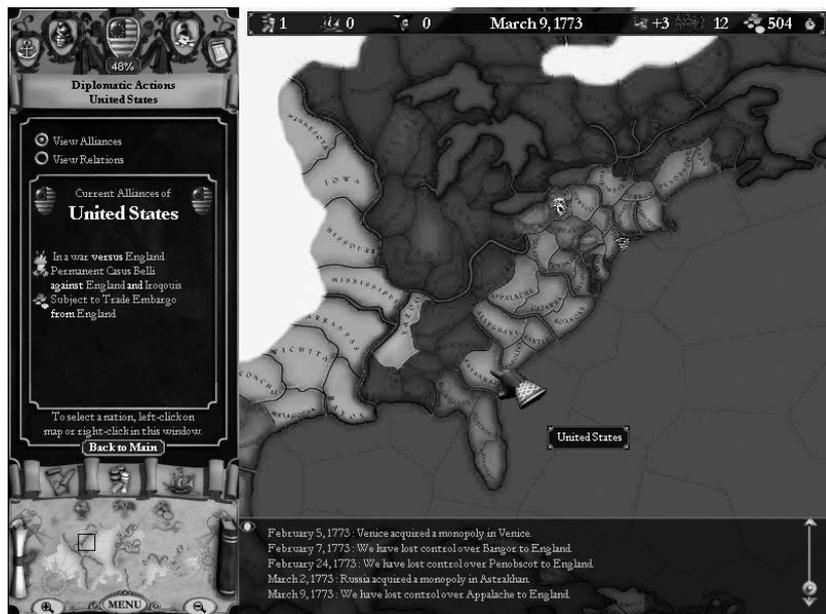 1
0
0
March 9, 1773
+3
12
504
48%
Diplomatic Actions
United States
View Alliances
View Relations
Current Alliances of
United States
In a war versus England
Permanent Casus Belli
against England and Iroqouis
Subject to Trade Embargo
from England
To select a nation, left-click on
map or right-click in this window.
Back to Main
MENU
MINNESOTA
IOWA
MISSOURI
MISSISSIPPI
ARKANSAS
WICHITA
CONCHO
APPALACHE
ROANOKE
United States
February 5, 1773 : Venice acquired a monopoly in Venice.
February 7, 1773 : We have lost control over Bangor to England.
February 24, 1773 : We have lost control over Penobscot to England.
March 2, 1773 : Russia acquired a monopoly in Astrakhan.
March 9, 1773 : We have lost control over Appalache to England.